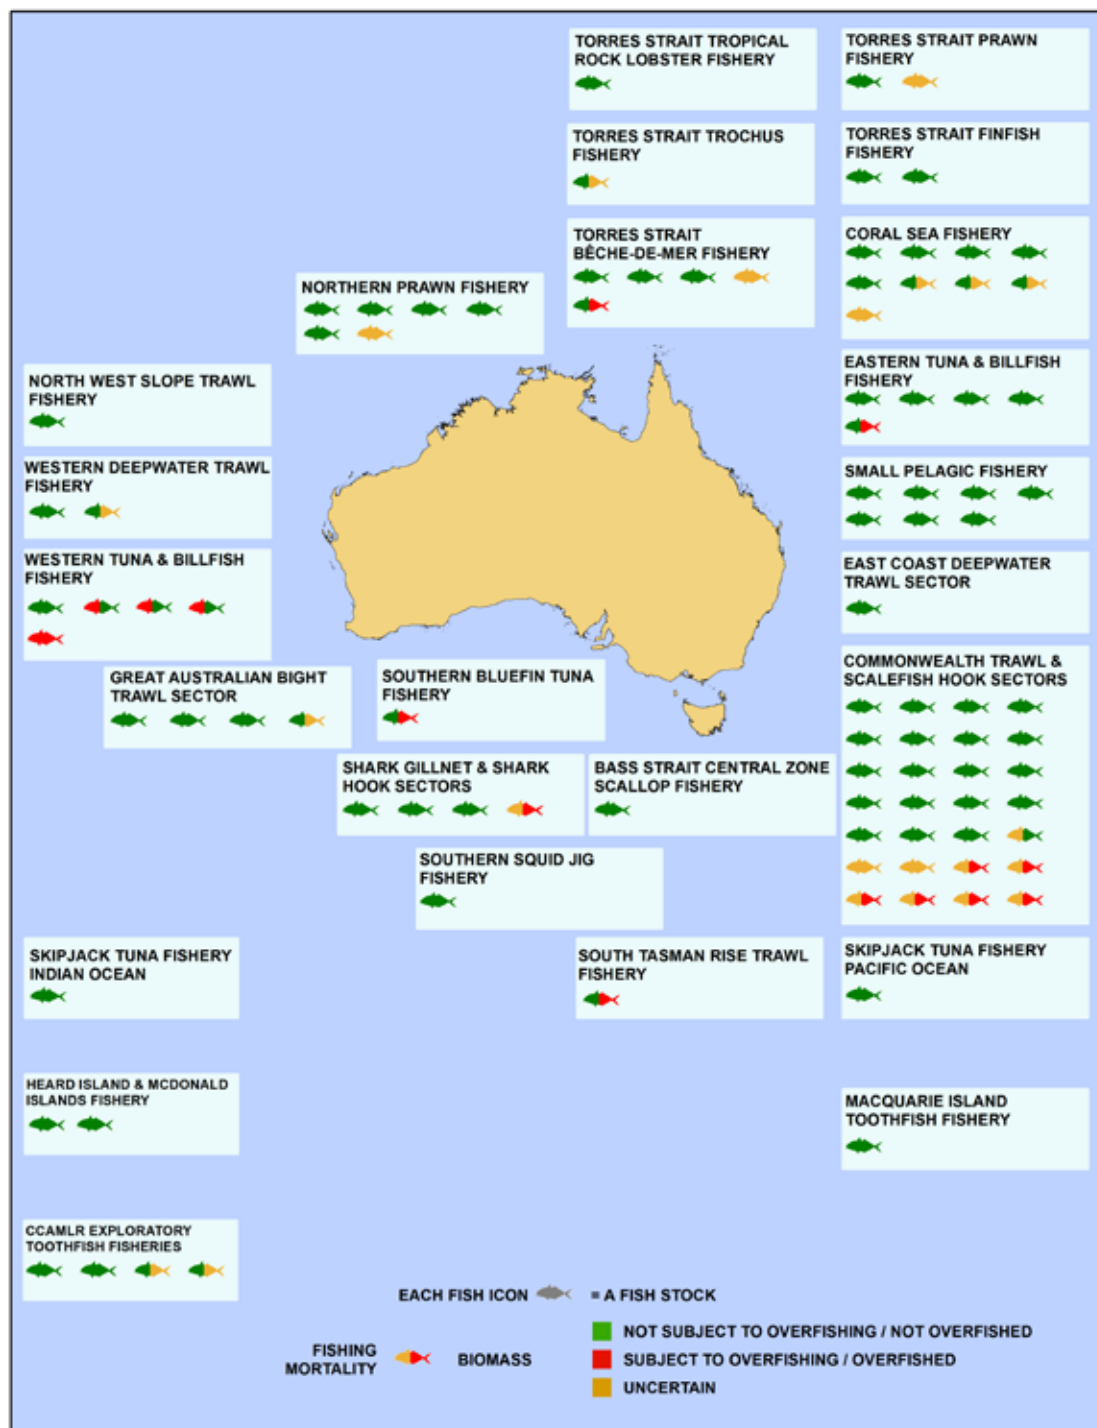 TORRES STRAIT TROPICAL
ROCK LOBSTER FISHERY
TORRES STRAIT PRAWN
FISHERY
TORRES STRAIT TROCHUS
FISHERY
TORRES STRAIT FINFISH
FISHERY
TORRES STRAIT
BÊCHE-DE-MER FISHERY
CORAL SEA FISHERY
NORTHERN PRAWN FISHERY
EASTERN TUNA & BILLFISH
FISHERY
NORTH WEST SLOPE TRAWL
FISHERY
WESTERN DEEPWATER TRAWL
FISHERY
SMALL PELAGIC FISHERY
WESTERN TUNA & BILLFISH
FISHERY
EAST COAST DEEPWATER
TRAWL SECTOR
GREAT AUSTRALIAN BIGHT
TRAWL SECTOR
SOUTHERN BLUEFIN TUNA
FISHERY
COMMONWEALTH TRAWL &
SCALEFISH HOOK SECTORS
SHARK GILLNET & SHARK
HOOK SECTORS
BASS STRAIT CENTRAL ZONE
SCALLOP FISHERY
SOUTHERN SQUID JIG
FISHERY
SKIPJACK TUNA FISHERY
INDIAN OCEAN
SOUTH TASMAN RISE TRAWL
FISHERY
SKIPJACK TUNA FISHERY
PACIFIC OCEAN
HEARD ISLAND & MCDONALD
ISLANDS FISHERY
MACQUARIE ISLAND
TOOTHFISH FISHERY
CCAMLR EXPLORATORY
TOOTHFISH FISHERIES
EACH FISH ICON = A FISH STOCK
FISHING
MORTALITY
BIOMASS
NOT SUBJECT TO OVERFISHING / NOT OVERFISHED
SUBJECT TO OVERFISHING / OVERFISHED
UNCERTAIN